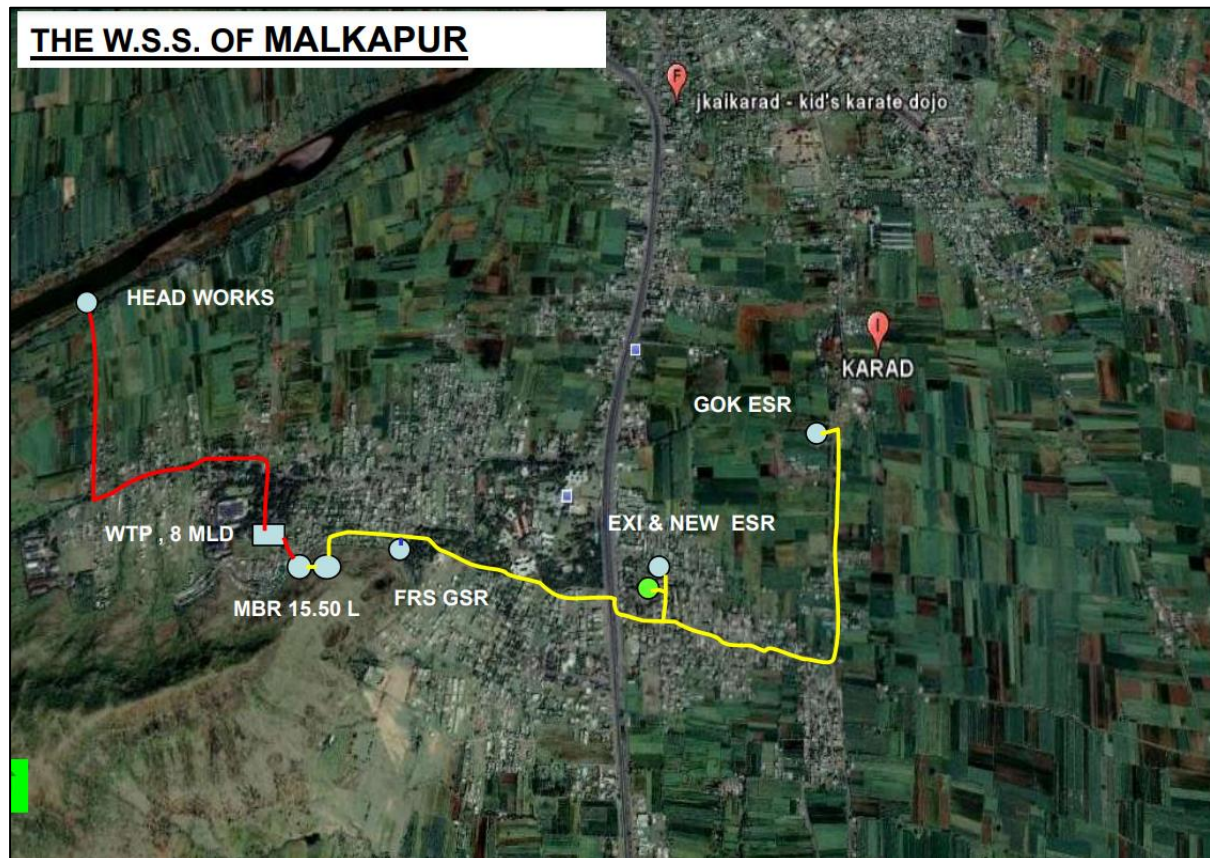 THE W.S.S. OF MALKAPUR
F
jkaikarad - kid's karate dojo
HEAD WORKS
I
KARAD
GOK ESR
WTP , 8 MLD
EXI & NEW  ESR
MBR 15.50 L
FRS GSR